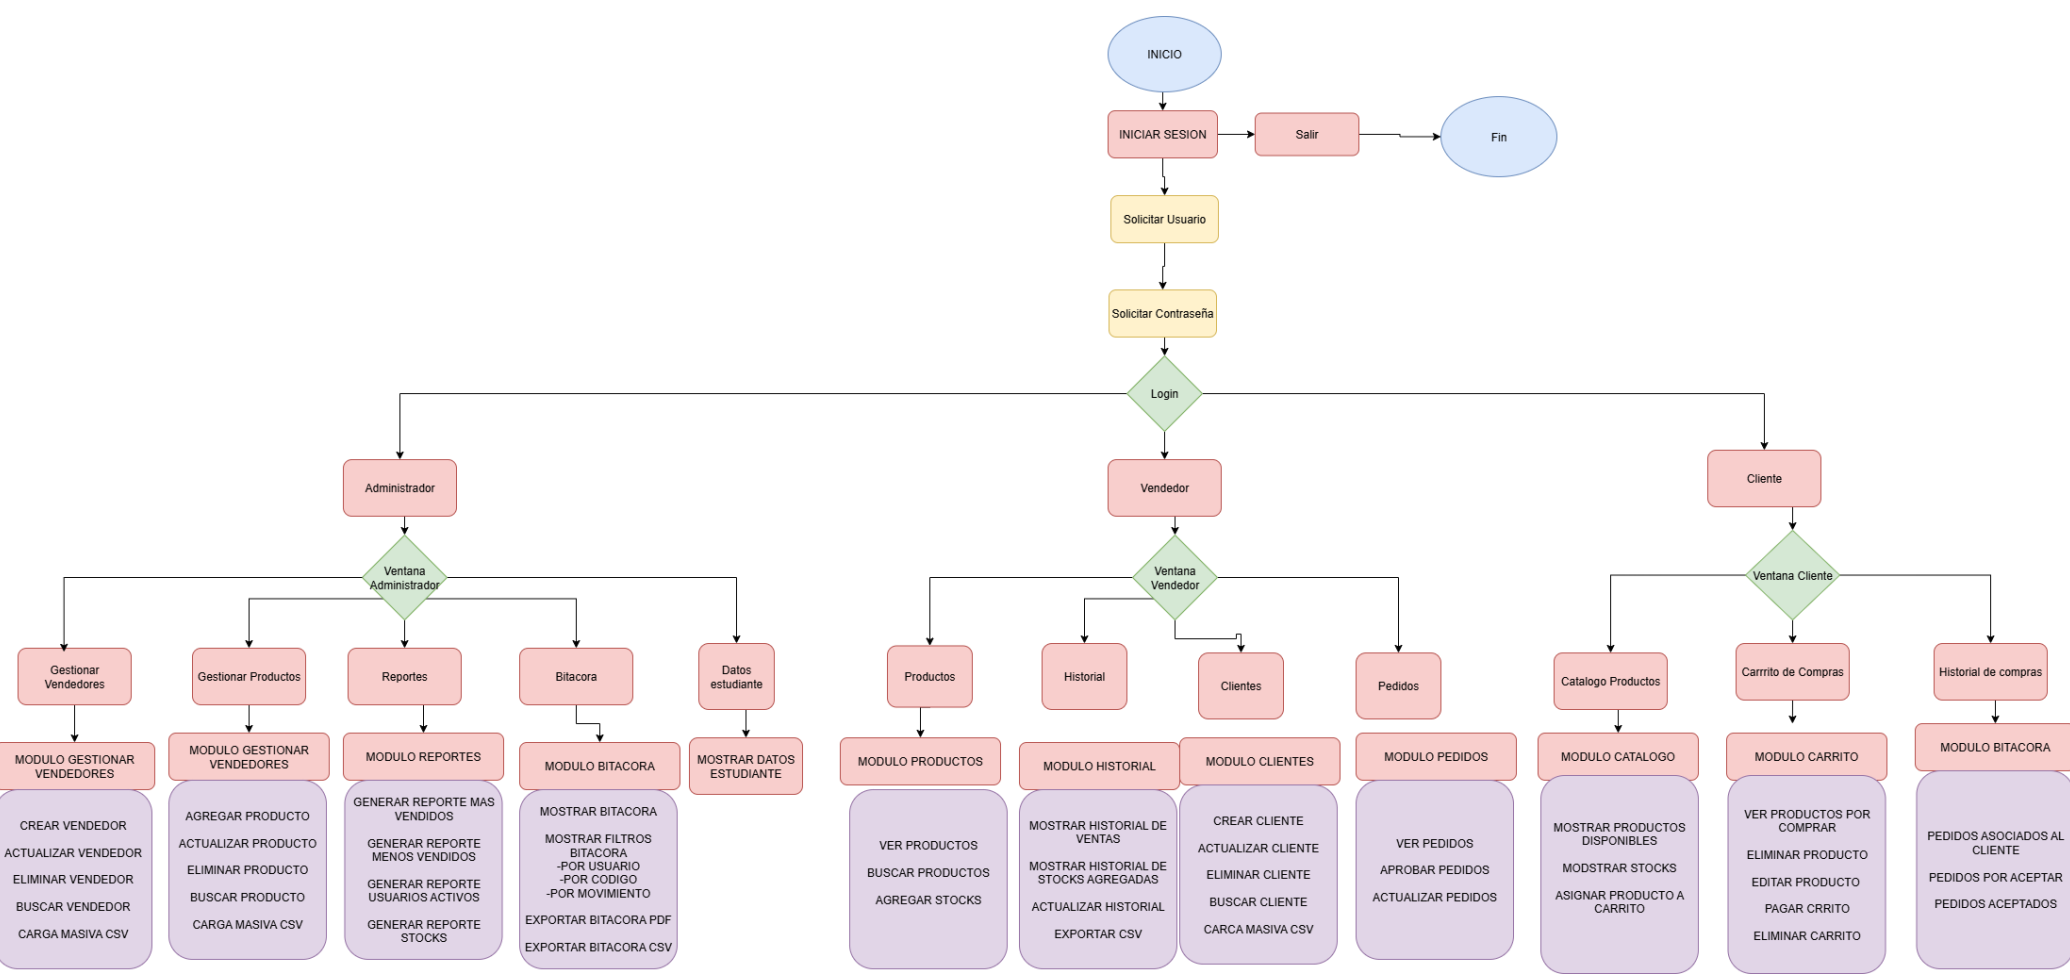 INICIO
INICIAR SESION
Salir
Fin
Solicitar Usuario
Solicitar Contraseña
Login
Administrador
Vendedor
Cliente
Ventana
Administrador
Ventana
Vendedor
Ventana Cliente
Gestionar
Vendedores
Gestionar Productos
Reportes
Bitacora
Datos
estudiante
Productos
Historial
Clientes
Pedidos
Catalogo Productos
Carrrito de Compras
Historial de compras
MODULO GESTIONAR
VENDEDORES
CREAR VENDEDOR
ACTUALIZAR VENDEDOR
ELIMINAR VENDEDOR
BUSCAR VENDEDOR
CARGA MASIVA CSV
MODULO GESTIONAR
VENDEDORES
AGREGAR PRODUCTO
ACTUALIZAR PRODUCTO
ELIMINAR PRODUCTO
BUSCAR PRODUCTO
CARGA MASIVA CSV
MODULO REPORTES
GENERAR REPORTE MAS
VENDIDOS
GENERAR REPORTE
MENOS VENDIDOS
GENERAR REPORTE
USUARIOS ACTIVOS
GENERAR REPORTE
STOCKS
MODULO BITACORA
MOSTRAR BITACORA
MOSTRAR FILTROS
BITACORA
-POR USUARIO
-POR CODIGO
-POR MOVIMIENTO
EXPORTAR BITACORA PDF
EXPORTAR BITACORA CSV
MOSTRAR DATOS
ESTUDIANTE
MODULO PRODUCTOS
VER PRODUCTOS
BUSCAR PRODUCTOS
AGREGAR STOCKS
MODULO HISTORIAL
MOSTRAR HISTORIAL DE
VENTAS
MOSTRAR HISTORIAL DE
STOCKS AGREGADAS
ACTUALIZAR HISTORIAL
EXPORTAR CSV
MODULO CLIENTES
CREAR CLIENTE
ACTUALIZAR CLIENTE
ELIMINAR CLIENTE
BUSCAR CLIENTE
CARCA MASIVA CSV
MODULO PEDIDOS
VER PEDIDOS
APROBAR PEDIDOS
ACTUALIZAR PEDIDOS
MODULO CATALOGO
MOSTRAR PRODUCTOS
DISPONIBLES
MODSTRAR STOCKS
ASIGNAR PRODUCTO A
CARRITO
MODULO CARRITO
VER PRODUCTOS POR
COMPRAR
ELIMINAR PRODUCTO
EDITAR PRODUCTO
PAGAR CRRITO
ELIMINAR CARRITO
MODULO BITACORA
PEDIDOS ASOCIADOS AL
CLIENTE
PEDIDOS POR ACEPTAR
PEDIDOS ACEPTADOS